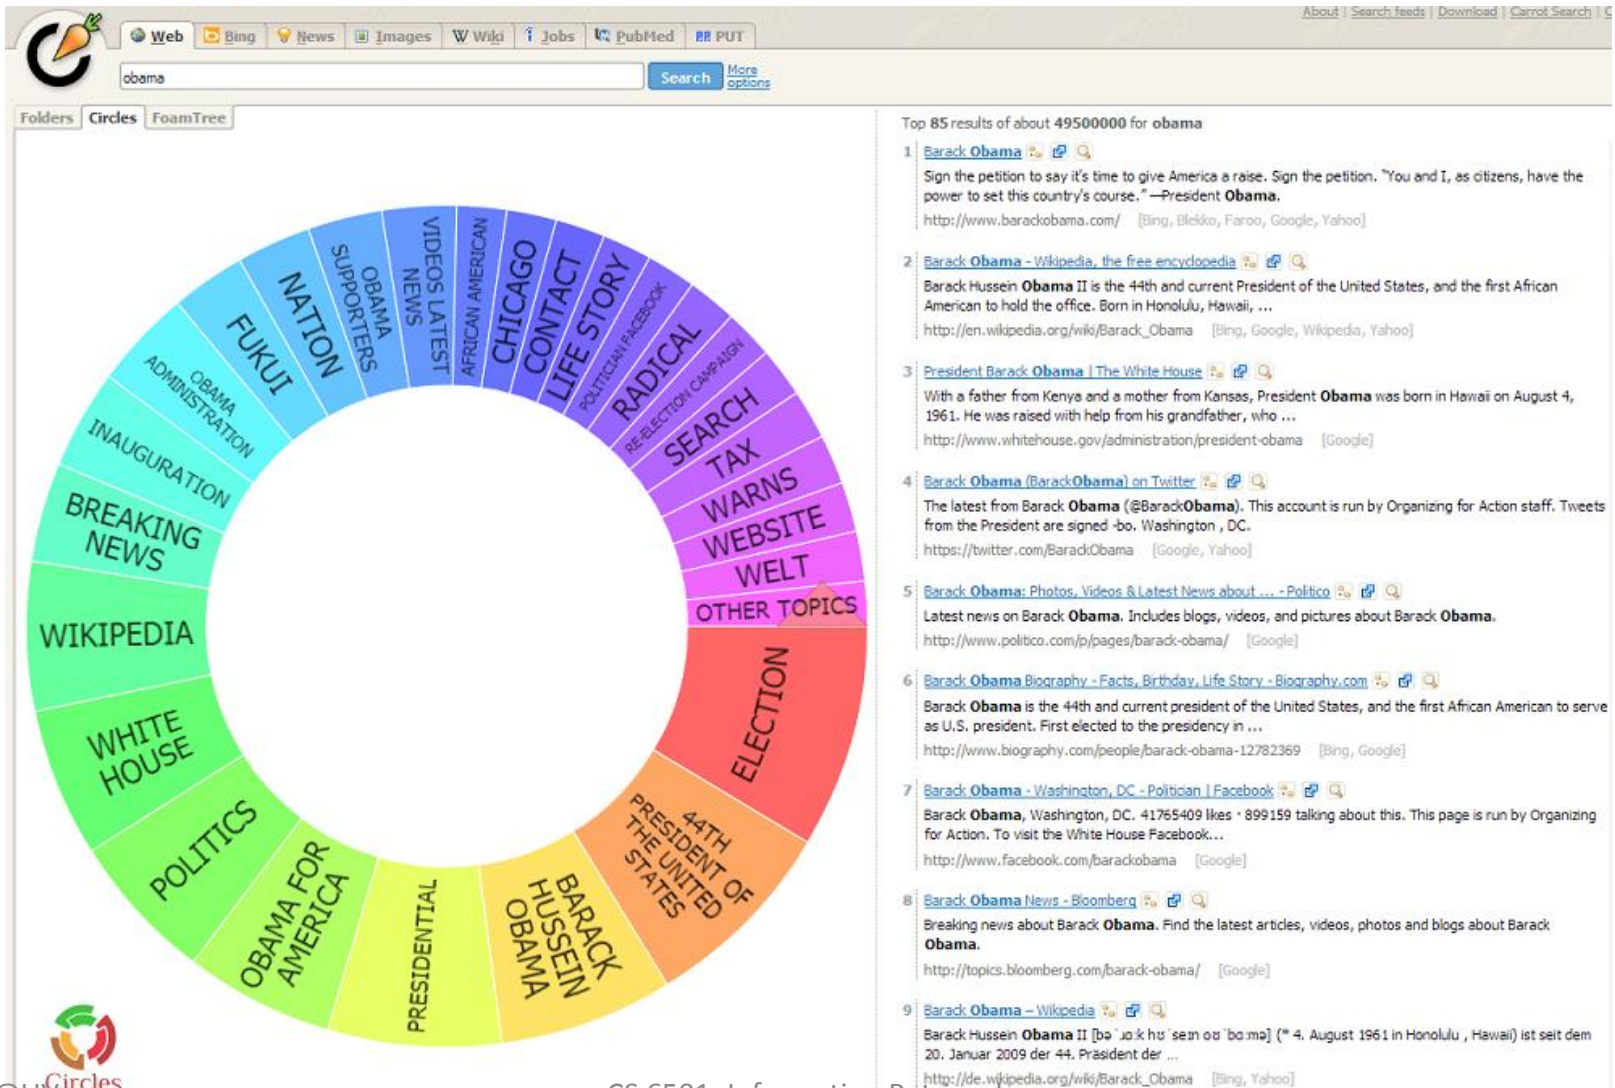 About | Search feeds | Download | Carrot Search |
Web Bing News Images Wiki Jobs PubMed PUT
obama Search More options
Folders Circles FoamTree
ELECTION
44TH PRESIDENT OF THE UNITED STATES
BARACK HUSSEIN OBAMA
PRESIDENTIAL
OBAMA FOR AMERICA
POLITICS
WHITE HOUSE
WIKIPEDIA
BREAKING NEWS
INAUGURATION
OBAMA ADMINISTRATION
FUKUI
NATION
OBAMA SUPPORTERS
VIDEOS LATEST NEWS
AFRICAN AMERICAN
CHICAGO
CONTACT
LIFE STORY
POLITICIAN FACEBOOK
RADICAL
RE-ELECTION CAMPAIGN
SEARCH
TAX
WARNS
WEBSITE
WELT
OTHER TOPICS
Circles
Top 85 results of about 49500000 for obama
1 Barack Obama
Sign the petition to say it's time to give America a raise. Sign the petition. "You and I, as citizens, have the
power to set this country's course." —President Obama.
http://www.barackobama.com/ [Bing, Blekko, Faroo, Google, Yahoo]
2 Barack Obama - Wikipedia, the free encyclopedia
Barack Hussein Obama II is the 44th and current President of the United States, and the first African
American to hold the office. Born in Honolulu, Hawaii, ...
http://en.wikipedia.org/wiki/Barack_Obama [Bing, Google, Wikipedia, Yahoo]
3 President Barack Obama | The White House
With a father from Kenya and a mother from Kansas, President Obama was born in Hawaii on August 4,
1961. He was raised with help from his grandfather, who ...
http://www.whitehouse.gov/administration/president-obama [Google]
4 Barack Obama (BarackObama) on Twitter
The latest from Barack Obama (@BarackObama). This account is run by Organizing for Action staff. Tweets
from the President are signed -bo. Washington , DC.
https://twitter.com/BarackObama [Google, Yahoo]
5 Barack Obama: Photos, Videos & Latest News about ... - Politico
Latest news on Barack Obama. Includes blogs, videos, and pictures about Barack Obama.
http://www.politico.com/p/pages/barack-obama/ [Google]
6 Barack Obama Biography - Facts, Birthday, Life Story - Biography.com
Barack Obama is the 44th and current president of the United States, and the first African American to serve
as U.S. president. First elected to the presidency in ...
http://www.biography.com/people/barack-obama-12782369 [Bing, Google]
7 Barack Obama - Washington, DC - Politician | Facebook
Barack Obama, Washington, DC. 41765409 likes · 899159 talking about this. This page is run by Organizing
for Action. To visit the White House Facebook...
http://www.facebook.com/barackobama [Google]
8 Barack Obama News - Bloomberg
Breaking news about Barack Obama. Find the latest articles, videos, photos and blogs about Barack
Obama.
http://topics.bloomberg.com/barack-obama/ [Google]
9 Barack Obama – Wikipedia
Barack Hussein Obama II (* 4. August 1961 in Honolulu , Hawaii) ist seit dem
20. Januar 2009 der 44. Präsident der ...
http://de.wikipedia.org/wiki/Barack_Obama [Bing, Yahoo]